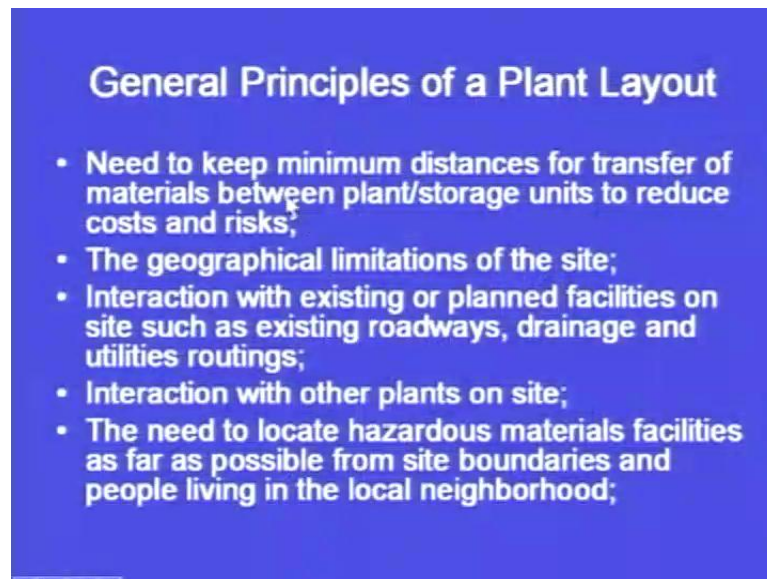 General Principles of a Plant Layout
• Need to keep minimum distances for transfer of
materials between plant/storage units to reduce
costs and risks;
• The geographical limitations of the site;
• Interaction with existing or planned facilities on
site such as existing roadways, drainage and
utilities routings;
• Interaction with other plants on site;
• The need to locate hazardous materials facilities
as far as possible from site boundaries and
people living in the local neighborhood;